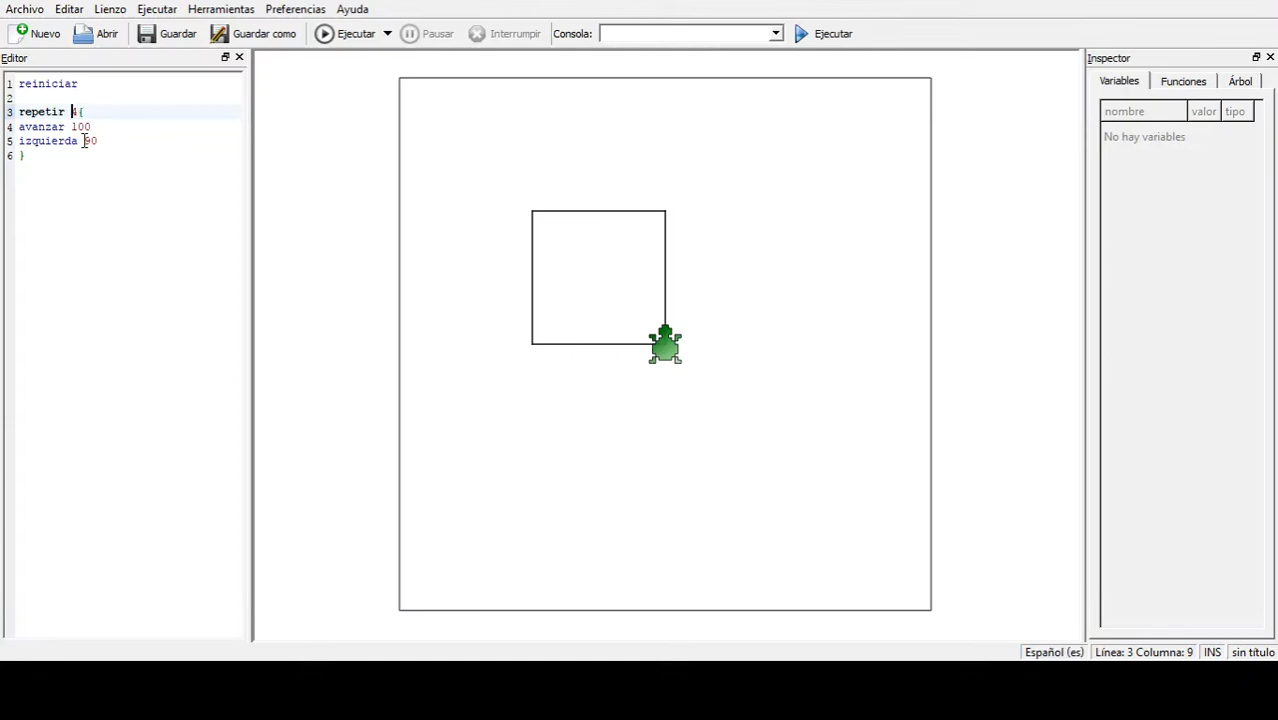 Archivo Editar Lienzo Ejecutar Herramientas Preferencias Ayuda
Nuevo Abrir Guardar Guardar como Ejecutar Pausar Interrumpir Consola: Ejecutar
Editor
1 reiniciar
2
3 repetir 4{
4 avanzar 100
5 izquierda 90
6 }
Inspector
Variables Funciones Árbol
nombre valor tipo
No hay variables
Español (es) Línea: 3 Columna: 9 INS sin título